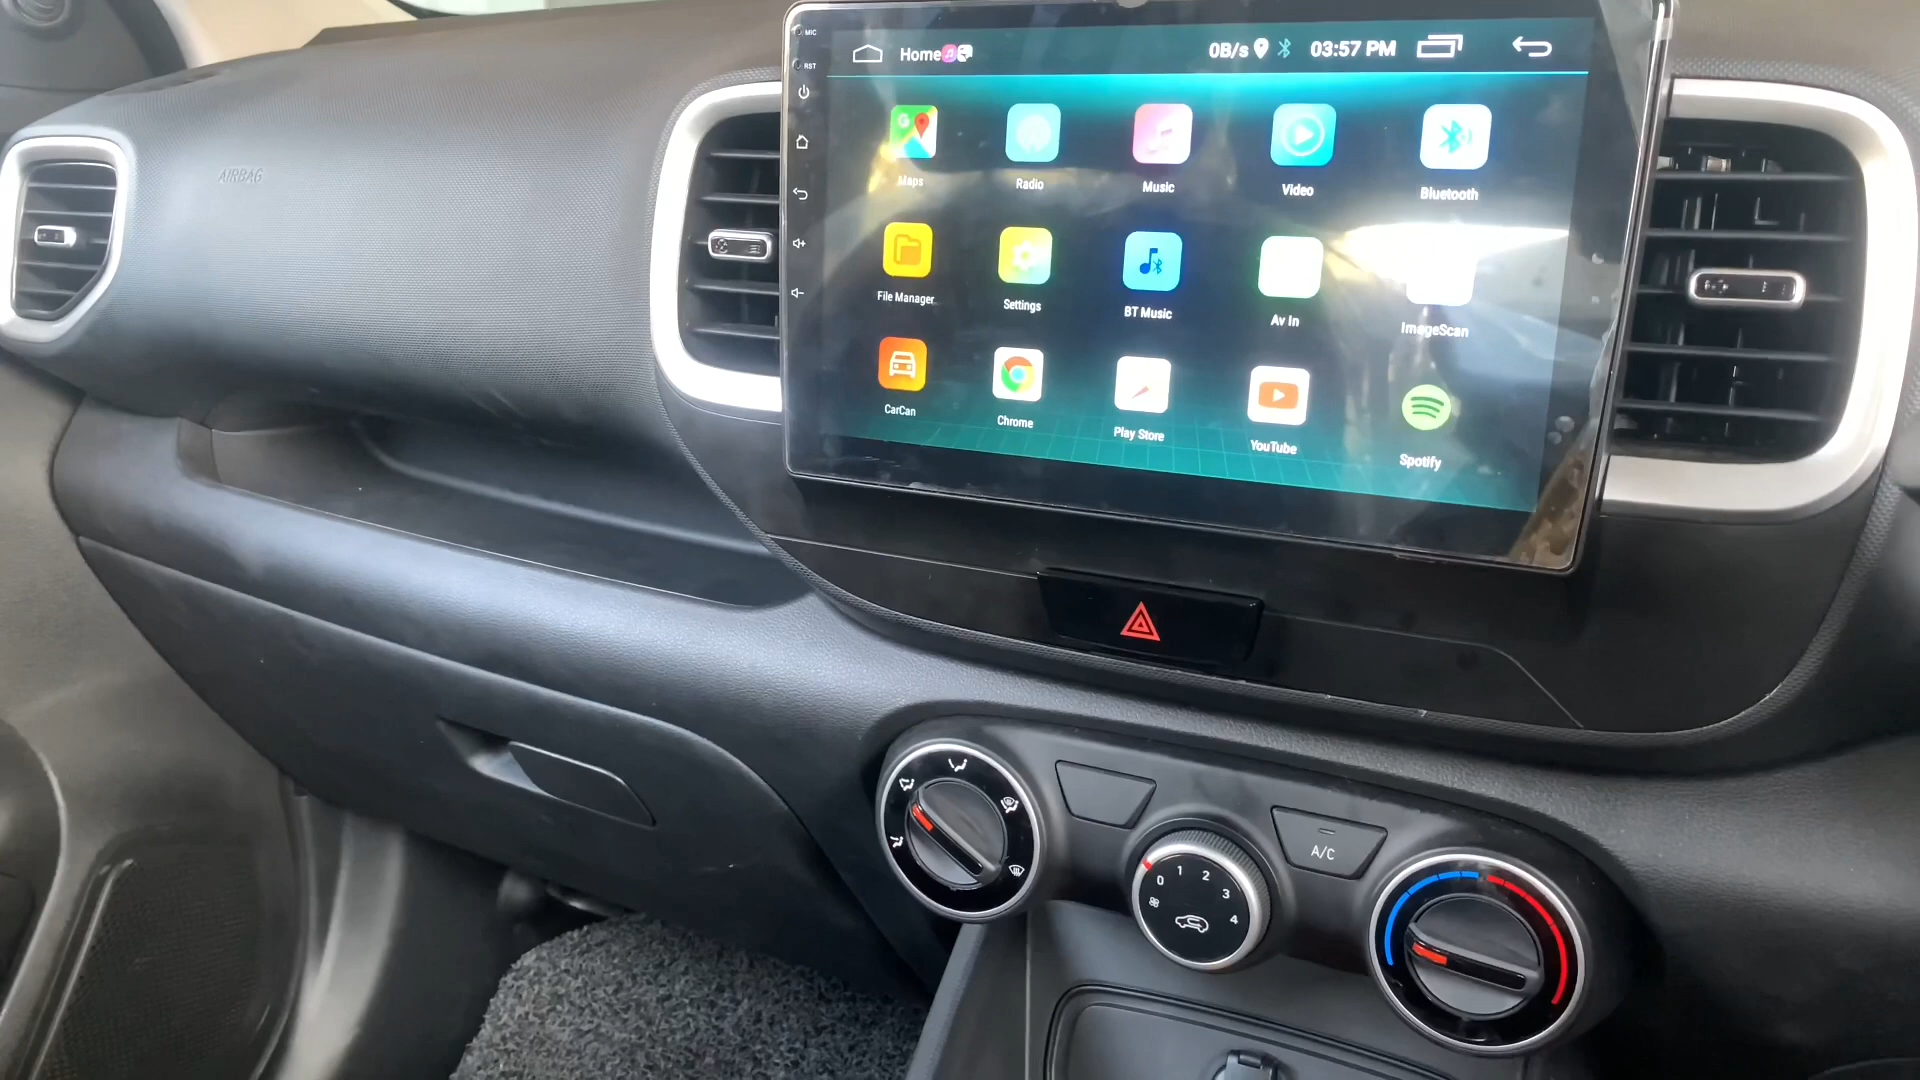 MIC
RST
Home
0B/s 03:57 PM
Maps Radio Music Video Bluetooth
File Manager Settings BT Music Av In ImageScan
CarCan Chrome Play Store YouTube Spotify
AIRBAG
A/C
0 1 2 3 4